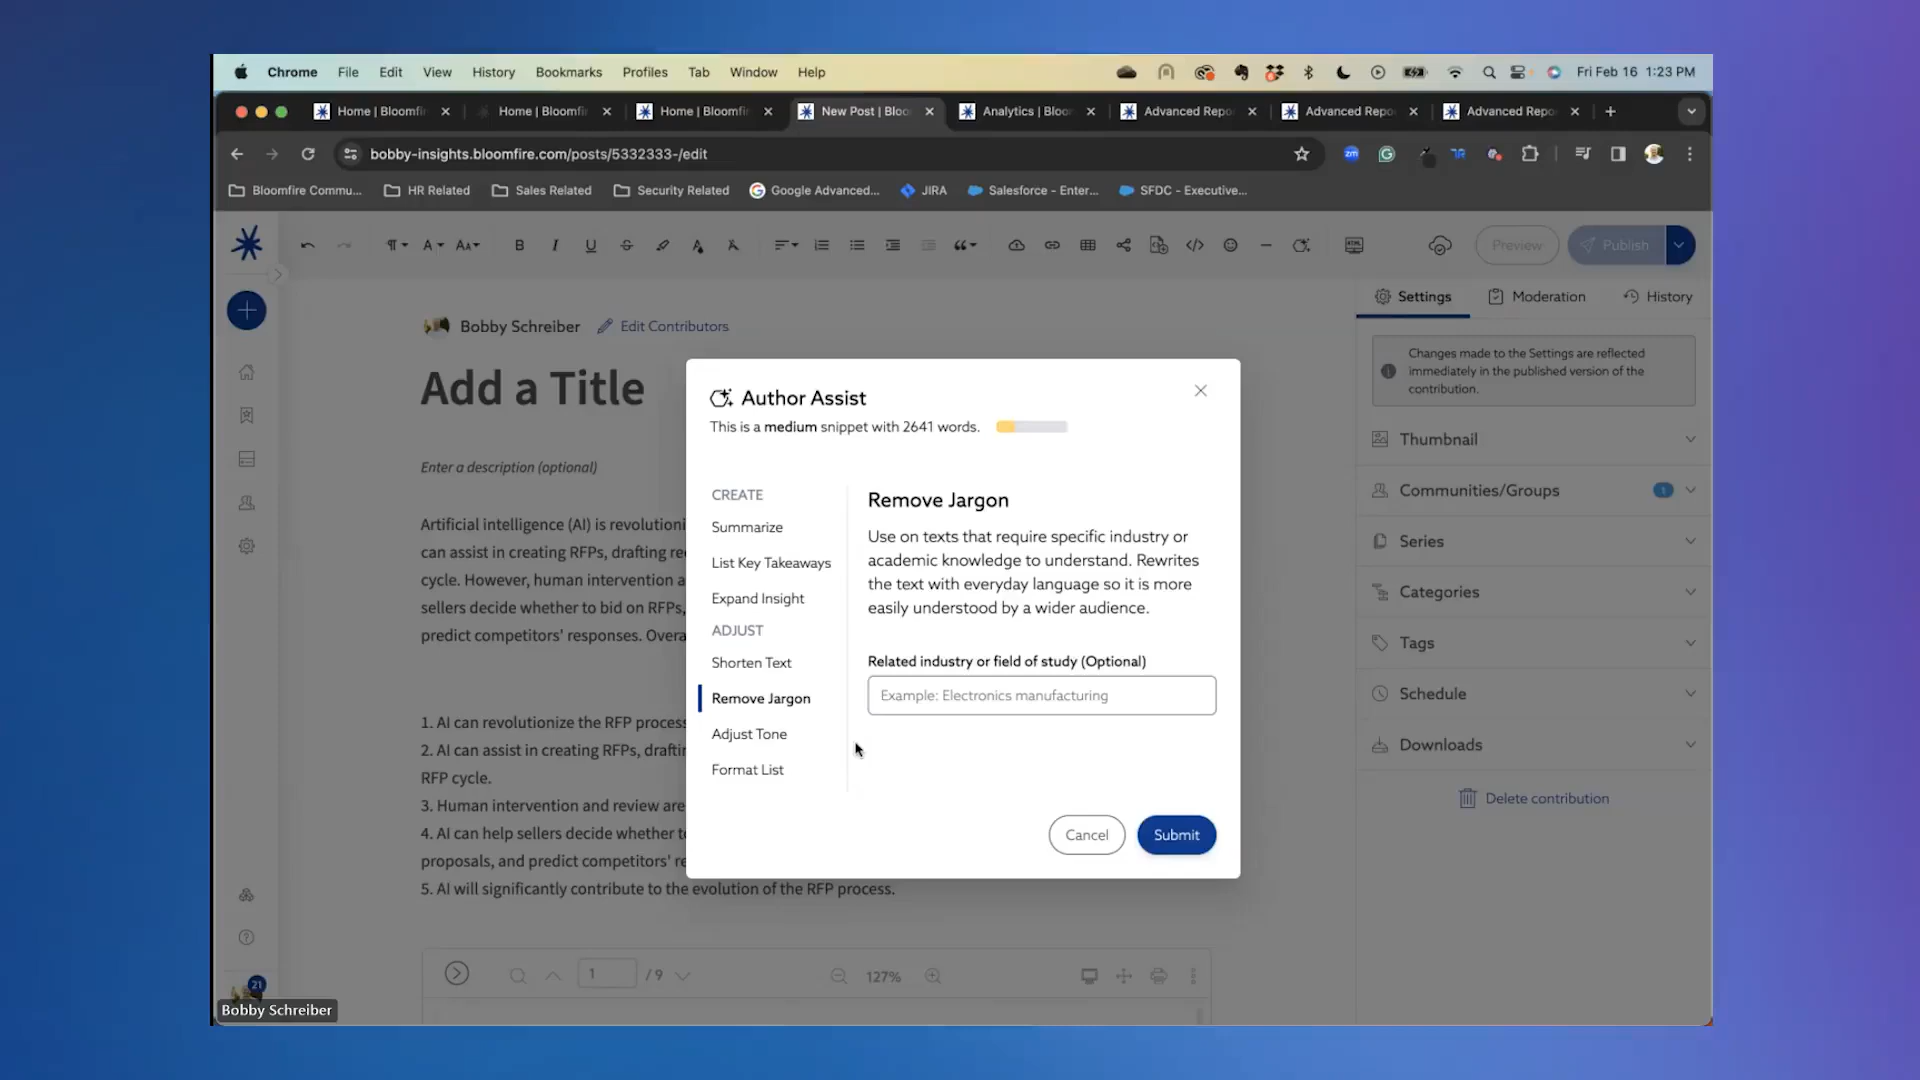 Chrome File Edit View History Bookmarks Profiles Tab Window Help Fri Feb 16 1:23 PM
Home | Bloomfir Home | Bloomfir Home | Bloomfir New Post | Bloo Analytics | Bloor Advanced Repo Advanced Repo Advanced Repo
bobby-insights.bloomfire.com/posts/5332333-/edit
Bloomfire Commu... HR Related Sales Related Security Related Google Advanced... JIRA Salesforce - Enter... SFDC - Executive...
Preview Publish
Settings Moderation History
Bobby Schreiber Edit Contributors
Changes made to the Settings are reflected
immediately in the published version of the
contribution.
Add a Title
Enter a description (optional)
Artificial intelligence (AI) is revolutioni
can assist in creating RFPs, drafting re
cycle. However, human intervention a
sellers decide whether to bid on RFPs,
predict competitors' responses. Overa
1. AI can revolutionize the RFP process
2. AI can assist in creating RFPs, draftin
RFP cycle.
3. Human intervention and review are
4. AI can help sellers decide whether to
proposals, and predict competitors' re
5. AI will significantly contribute to the evolution of the RFP process.
1 / 9 127%
Author Assist
This is a medium snippet with 2641 words.
CREATE
Summarize
List Key Takeaways
Expand Insight
ADJUST
Shorten Text
Remove Jargon
Adjust Tone
Format List
Remove Jargon
Use on texts that require specific industry or
academic knowledge to understand. Rewrites
the text with everyday language so it is more
easily understood by a wider audience.
Related industry or field of study (Optional)
Example: Electronics manufacturing
Cancel Submit
Thumbnail
Communities/Groups 1
Series
Categories
Tags
Schedule
Downloads
Delete contribution
21
Bobby Schreiber